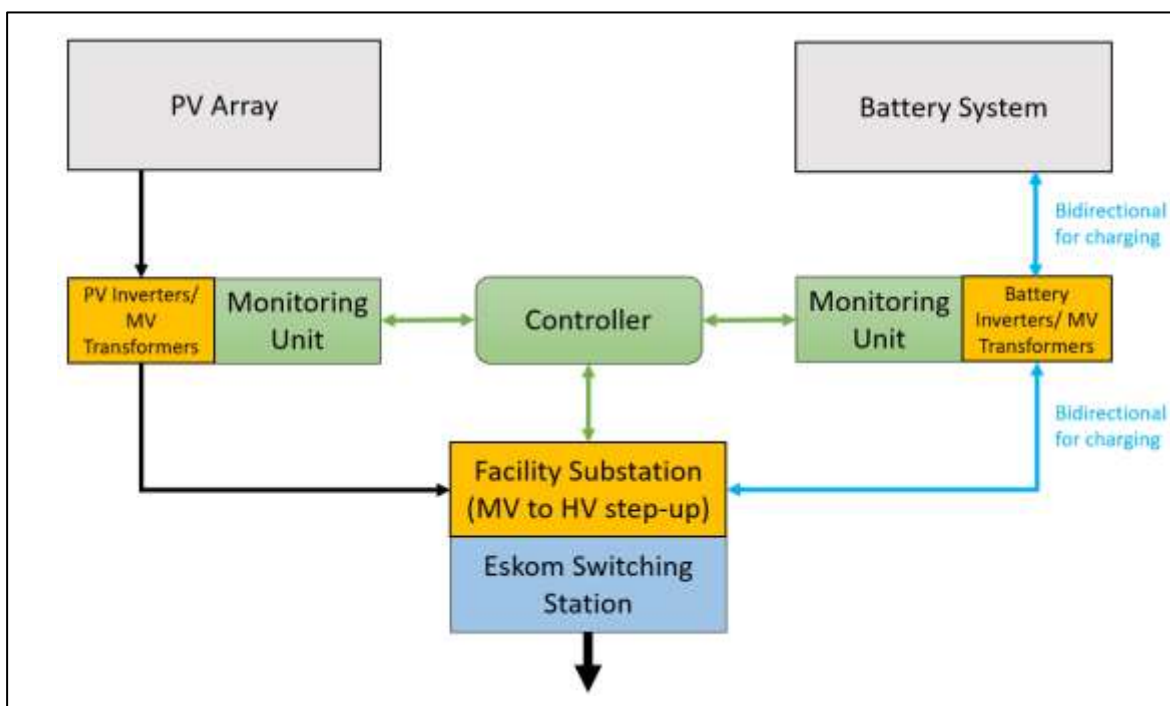 PV Array
Battery System
Bidirectional
for charging
PV Inverters/
MV
Transformers
Monitoring
Unit
Controller
Monitoring
Unit
Battery
Inverters/ MV
Transformers
Bidirectional
for charging
Facility Substation
(MV to HV step-up)
Eskom Switching
Station